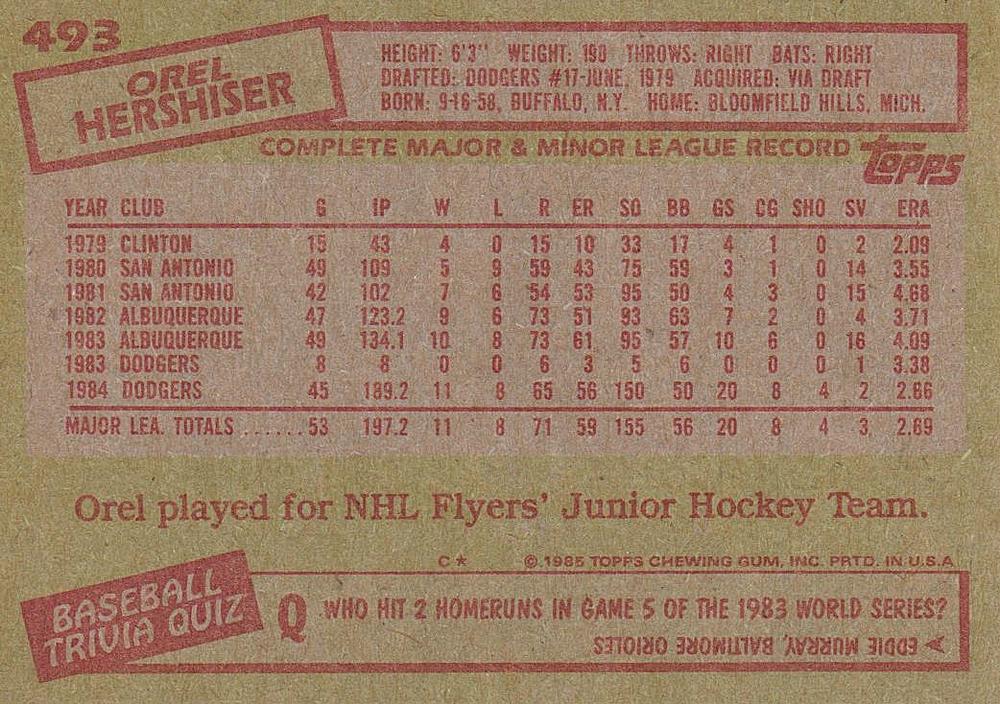 493
OREL
HERSHISER
HEIGHT: 6'3" WEIGHT: 190 THROWS: RIGHT BATS: RIGHT
DRAFTED: DODGERS #17-JUNE, 1979 ACQUIRED: VIA DRAFT
BORN: 9-16-58, BUFFALO, N.Y. HOME: BLOOMFIELD HILLS, MICH.
COMPLETE MAJOR & MINOR LEAGUE RECORD
topps
YEAR CLUB G IP W L R ER SO BB GS CG SHO SV ERA
1979 CLINTON 15 43 4 0 15 10 33 17 4 1 0 2 2.09
1980 SAN ANTONIO 49 109 5 9 59 43 75 59 3 1 0 14 3.55
1981 SAN ANTONIO 42 102 7 6 54 53 95 50 4 3 0 15 4.68
1982 ALBUQUERQUE 47 123.2 9 6 73 51 93 63 7 2 0 4 3.71
1983 ALBUQUERQUE 49 134.1 10 8 73 61 95 57 10 6 0 16 4.09
1983 DODGERS 8 8 0 0 6 3 5 6 0 0 0 1 3.38
1984 DODGERS 45 189.2 11 8 65 56 150 50 20 8 4 2 2.66
MAJOR LEA. TOTALS ......53 197.2 11 8 71 59 155 56 20 8 4 3 2.69
Orel played for NHL Flyers' Junior Hockey Team.
C* © 1985 TOPPS CHEWING GUM, INC. PRTD. IN U.S.A
BASEBALL
TRIVIA QUIZ
Q WHO HIT 2 HOMERUNS IN GAME 5 OF THE 1983 WORLD SERIES?
EDDIE MURRAY, BALTIMORE ORIOLES